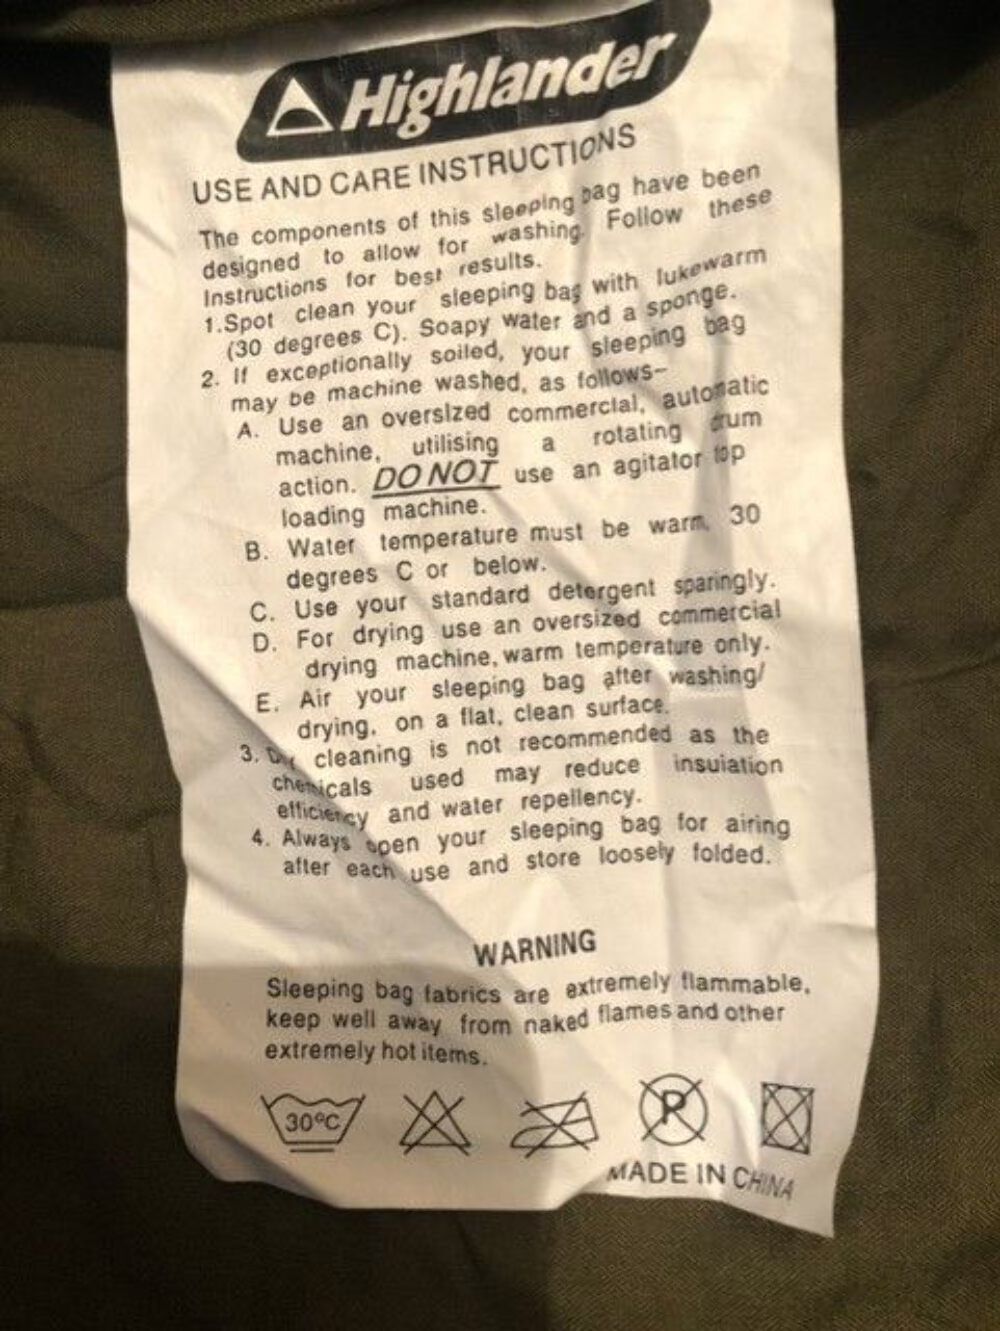 Highlander
USE AND CARE INSTRUCTIONS
The components of this sleeping bag have been
designed to allow for washing. Follow these
Instructions for best results.
1.Spot clean your sleeping bag with lukewarm
(30 degrees C). Soapy water and a sponge.
2. If exceptionally soiled, your sleeping bag
may be machine washed, as follows-
A. Use an oversized commercial, automatic
machine, utilising a rotating drum
action. DO NOT use an agitator top
loading machine.
B. Water temperature must be warm, 30
degrees C or below.
C. Use your standard detergent sparingly.
D. For drying use an oversized commercial
drying machine, warm temperature only.
E. Air your sleeping bag after washing/
drying, on a flat, clean surface.
3. Dry cleaning is not recommended as the
chemicals used may reduce insulation
efficiency and water repellency.
4. Always open your sleeping bag for airing
after each use and store loosely folded.
WARNING
Sleeping bag fabrics are extremely flammable,
keep well away from naked flames and other
extremely hot items.
30°C P
MADE IN CHINA